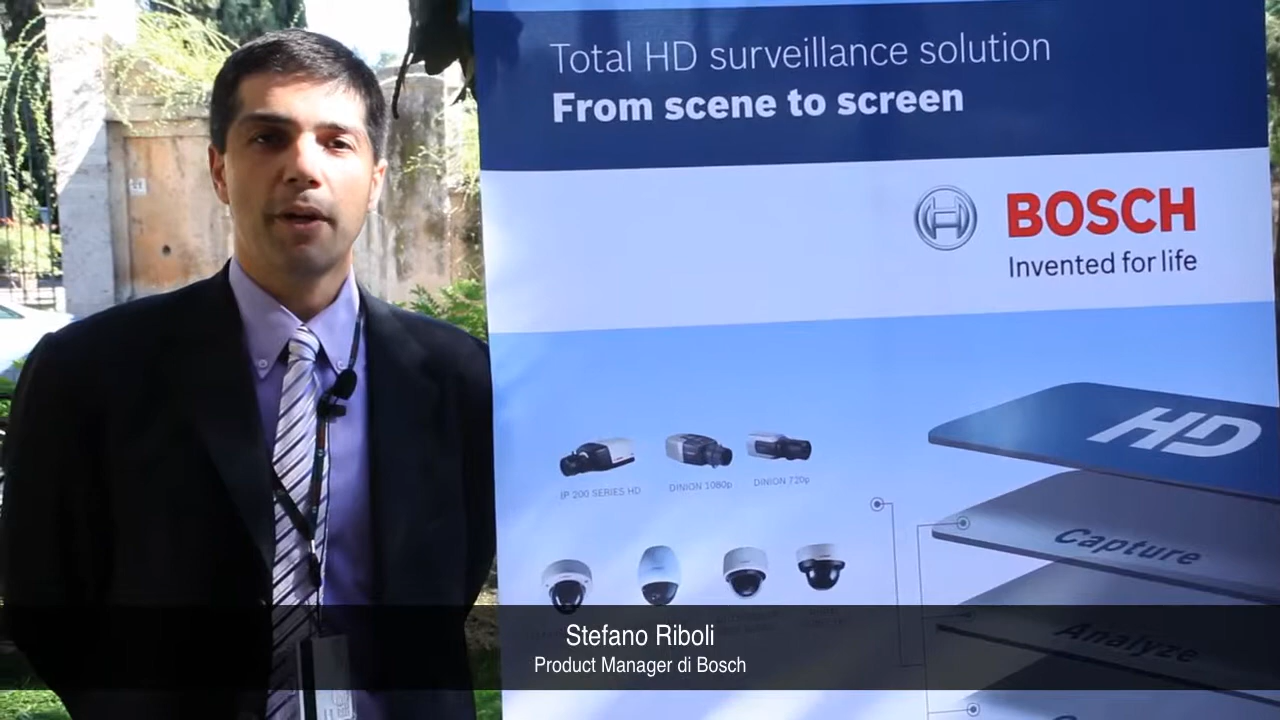 Total HD surveillance solution
From scene to screen
BOSCH
Invented for life
HD
IP 200 SERIES HD
DINION 1080p
DINION 720p
Capture
Analyze
Stefano Riboli
Product Manager di Bosch